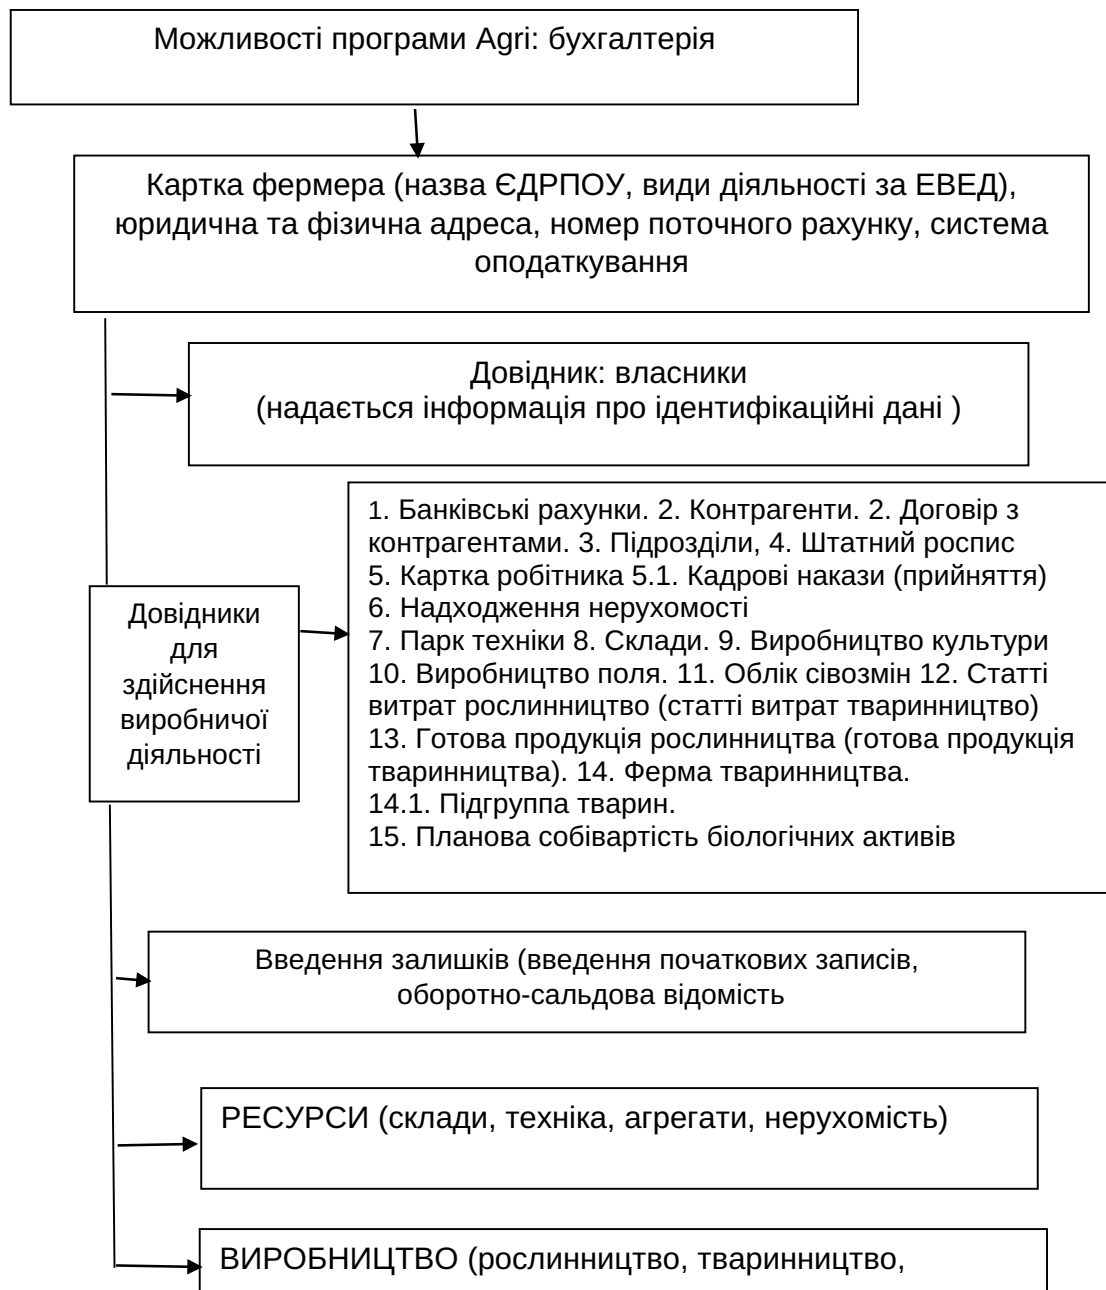 Можливості програми Agri: бухгалтерія
Картка фермера (назва ЄДРПОУ, види діяльності за ЕВЕД),
юридична та фізична адреса, номер поточного рахунку, система
оподаткування
Довідник: власники
(надається інформація про ідентифікаційні дані )
1. Банківські рахунки. 2. Контрагенти. 2. Договір з
контрагентами. 3. Підрозділи, 4. Штатний роспис
5. Картка робітника 5.1. Кадрові накази (прийняття)
6. Надходження нерухомості
7. Парк техніки 8. Склади. 9. Виробництво культури
10. Виробництво поля. 11. Облік сівозмін 12. Статті
витрат рослинництво (статті витрат тваринництво)
13. Готова продукція рослинництва (готова продукція
тваринництва). 14. Ферма тваринництва.
14.1. Підгруппа тварин.
15. Планова собівартість біологічних активів
Довідники
для
здійснення
виробничої
діяльності
Введення залишків (введення початкових записів,
оборотно-сальдова відомість
РЕСУРСИ (склади, техніка, агрегати, нерухомість)
ВИРОБНИЦТВО (рослинництво, тваринництво,